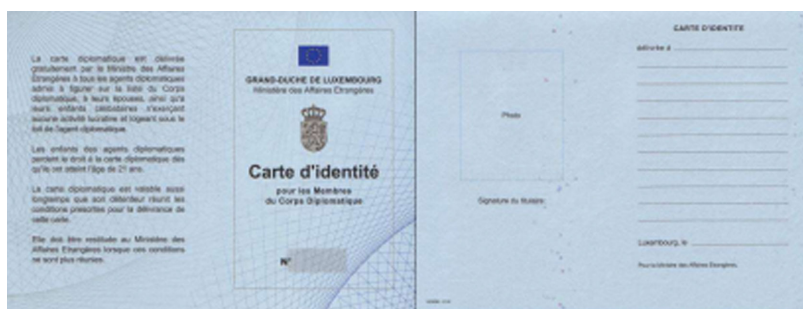 La carte diplomatique est délivrée
gratuitement par le Ministre des Affaires
Etrangères à tous les agents diplomatiques
admis à figurer sur la liste du Corps
diplomatique, à leurs épouses, ainsi qu'à
leurs enfants célibataires n'exerçant
aucune activité lucrative et logeant sous le
toit de l'agent diplomatique.
Les enfants des agents diplomatiques
perdent le droit à la carte diplomatique dès
qu'ils ont atteint l'âge de 21 ans.
La carte diplomatique est valable aussi
longtemps que son détenteur réunit les
conditions prescrites pour la délivrance de
cette carte.
Elle doit être restituée au Ministère des
Affaires Etrangères lorsque ces conditions
ne sont plus réunies.
GRAND-DUCHE DE LUXEMBOURG
Ministère des Affaires Etrangères
Carte d'identité
pour les Membres
du Corps Diplomatique
N°
Photo
Signature du titulaire
CARTE D'IDENTITE
délivrée à
Luxembourg, le
Pour le Ministre des Affaires Etrangères,